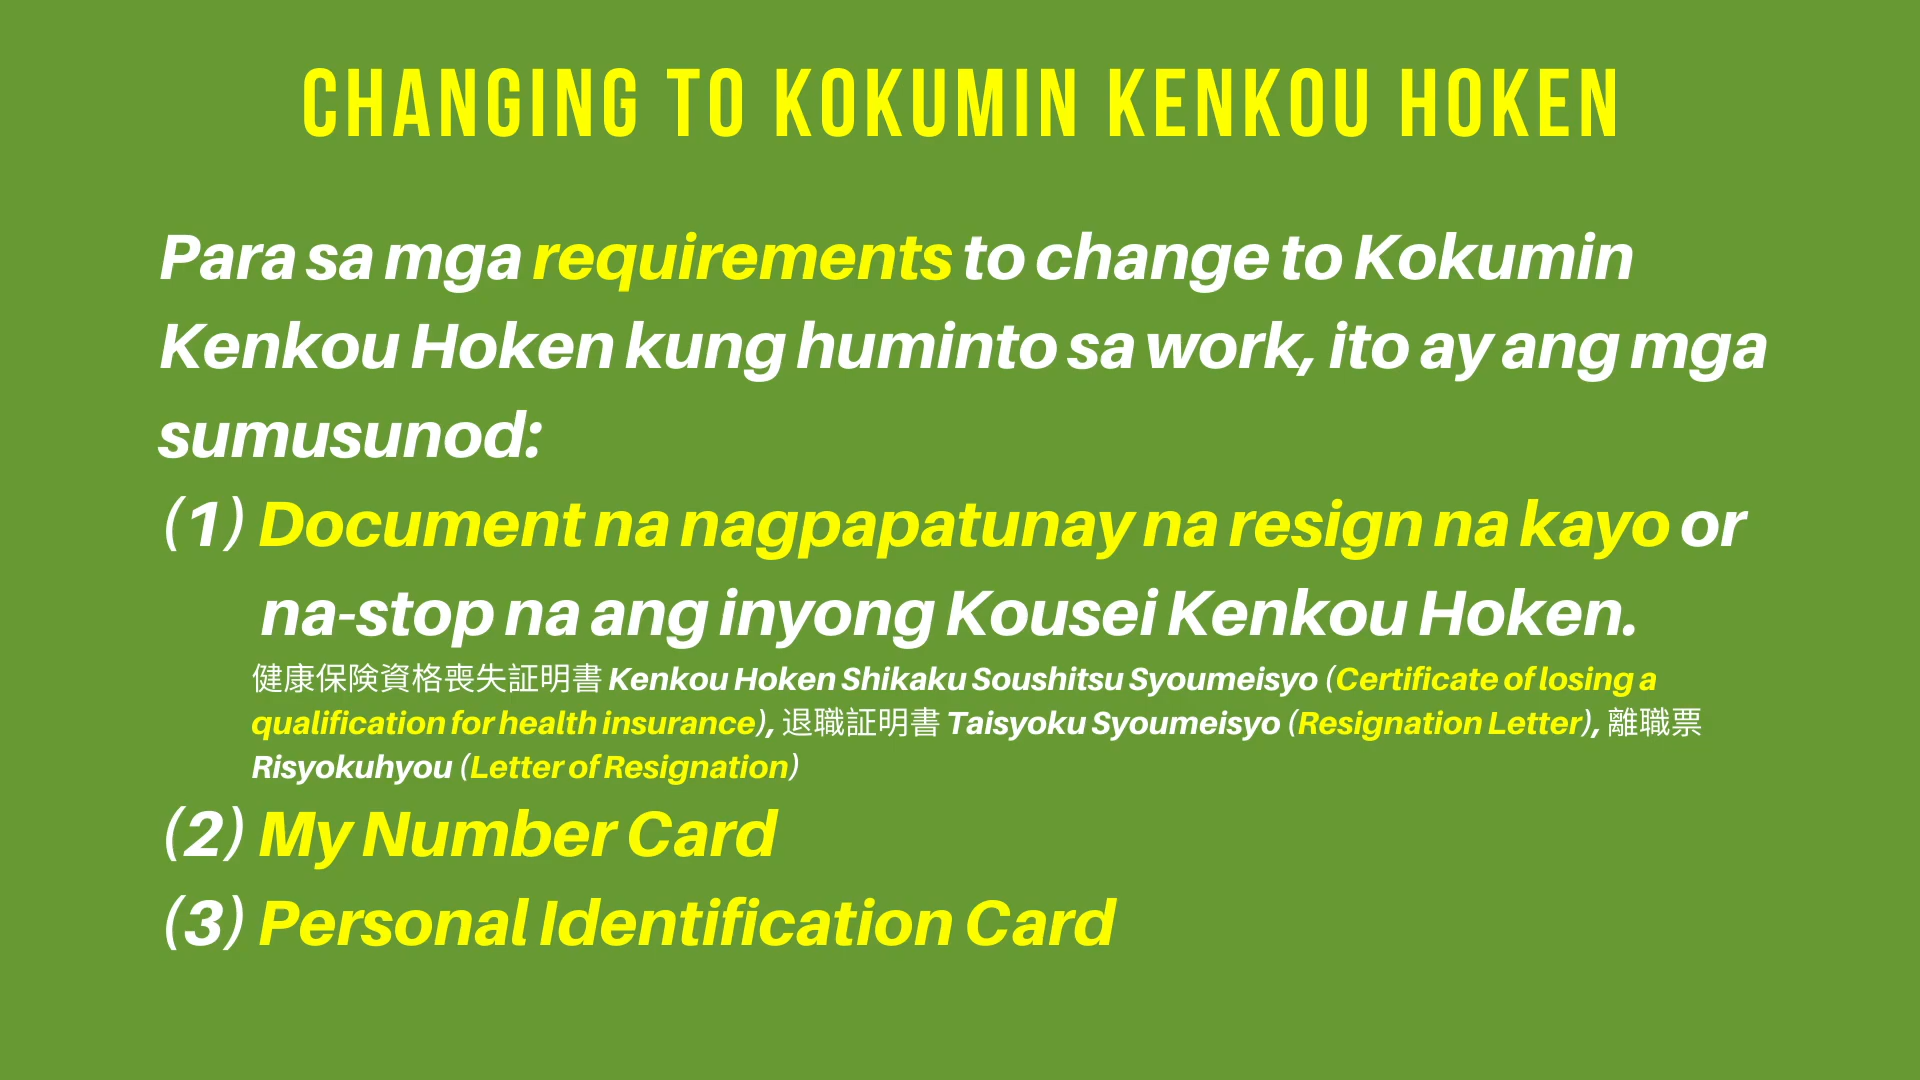 CHANGING TO KOKUMIN KENKOU HOKEN
Para sa mga requirements to change to Kokumin
Kenkou Hoken kung huminto sa work, ito ay ang mga
sumusunod:
(1) Document na nagpapatunay na resign na kayo or
na-stop na ang inyong Kousei Kenkou Hoken.
健康保険資格喪失証明書 Kenkou Hoken Shikaku Soushitsu Syoumeisyo (Certificate of losing a
qualification for health insurance), 退職証明書 Taisyoku Syoumeisyo (Resignation Letter), 離職票
Risyokuhyou (Letter of Resignation)
(2) My Number Card
(3) Personal Identification Card